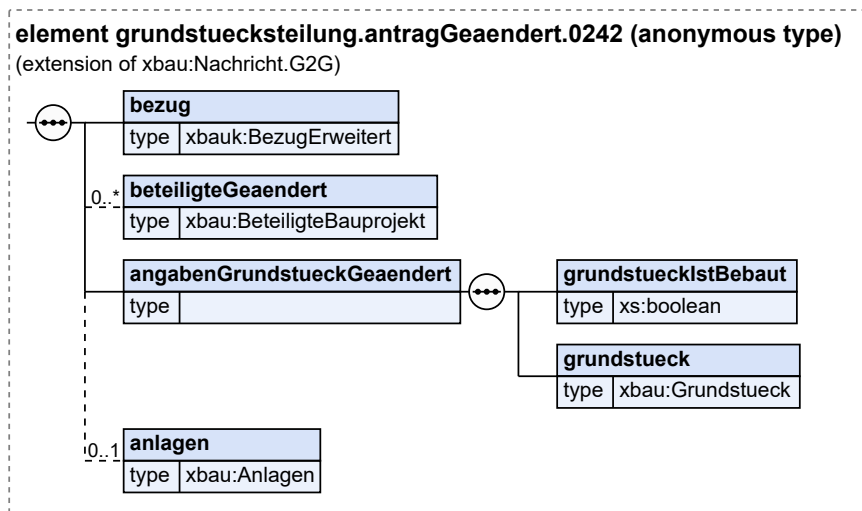 element grundstuecksteilung.antragGeaendert.0242 (anonymous type)
(extension of xbau:Nachricht.G2G)
bezug
type xbauk:BezugErweitert
0..*
beteiligteGeaendert
type xbau:BeteiligteBauprojekt
angabenGrundstueckGeaendert
type
grundstueckIstBebaut
type xs:boolean
grundstueck
type xbau:Grundstueck
0..1
anlagen
type xbau:Anlagen